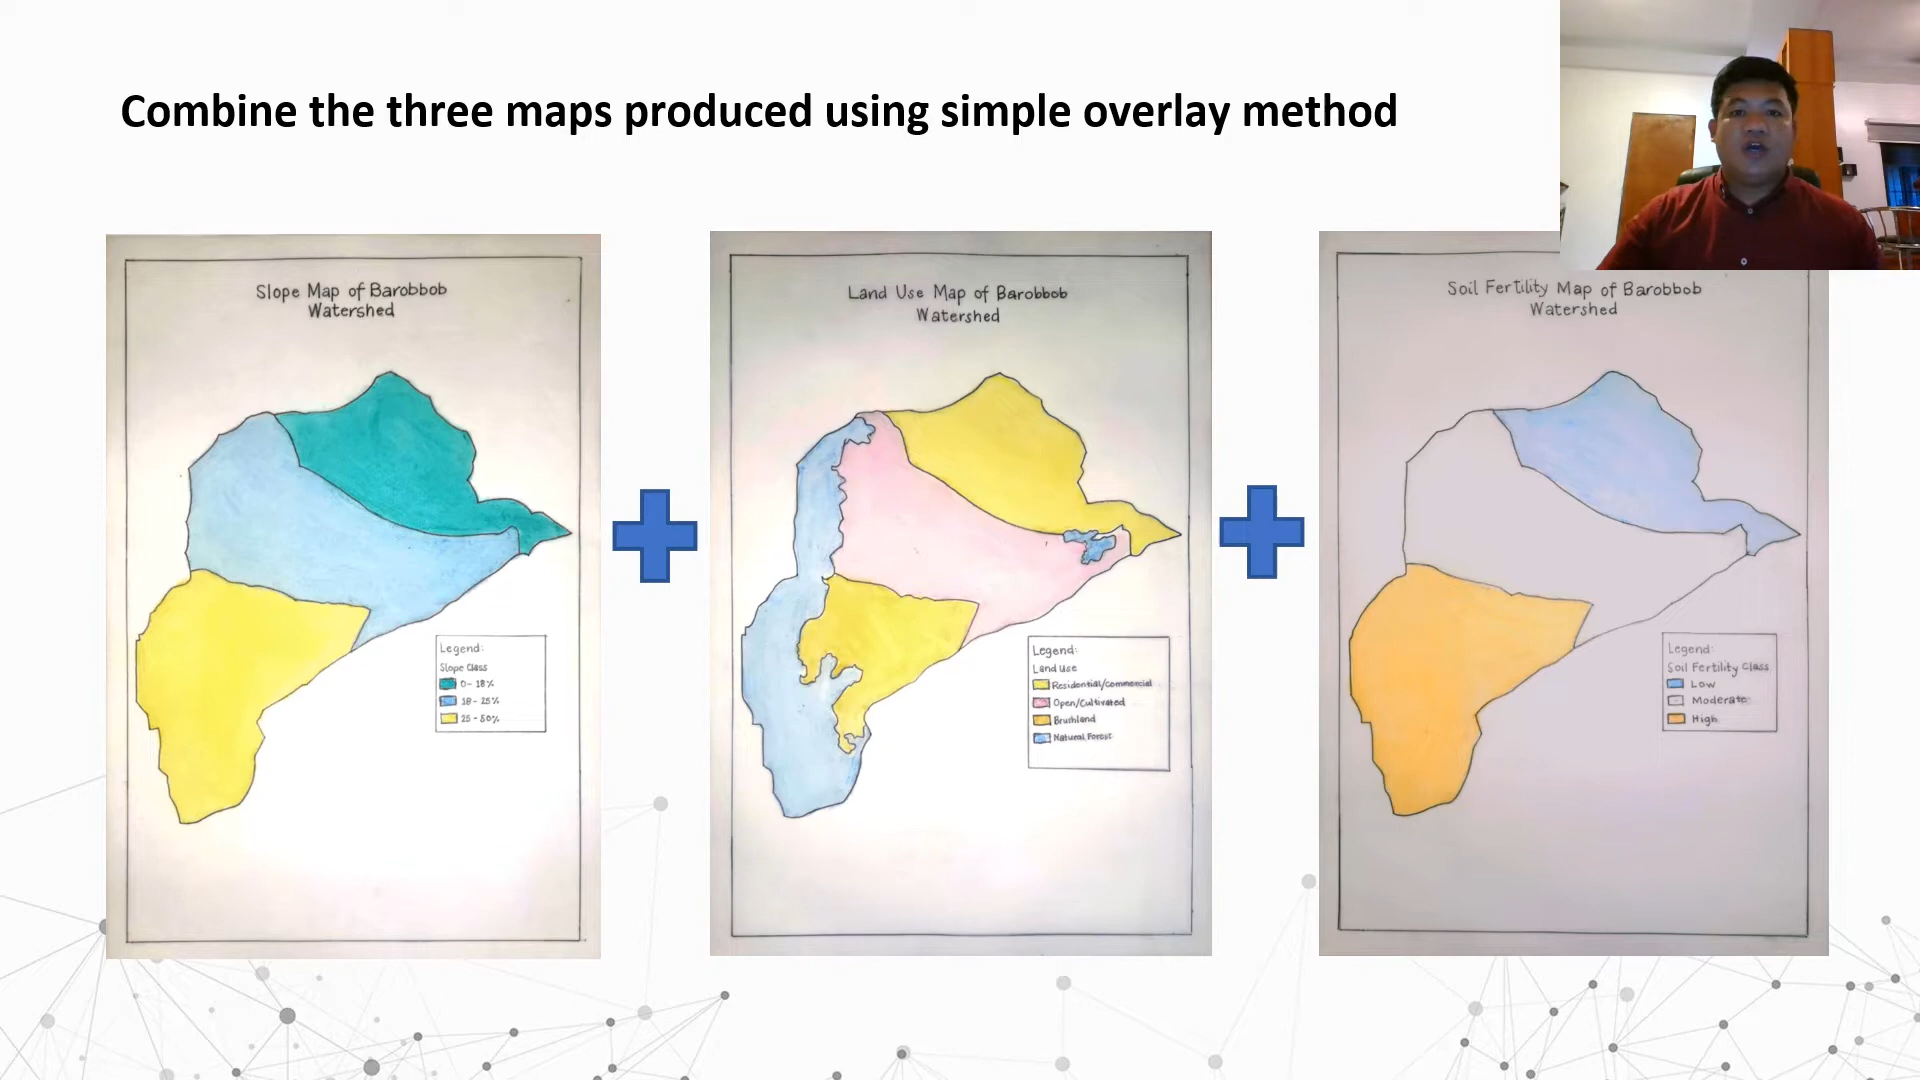 Combine the three maps produced using simple overlay method
Slope Map of Barobbob
Watershed
Legend:
Slope Class
0-18%
18-25%
25-50%
Land Use Map of Barobbob
Watershed
Legend:
Land Use
Residential/commercial
Open/Cultivated
Brushland
Natural Forest
Soil Fertility Map of Barobbob
Watershed
Legend:
Soil Fertility Class
Low
Moderate
High